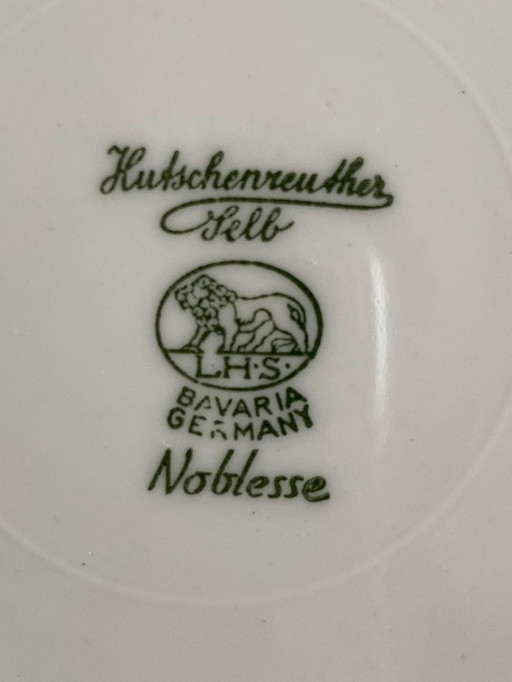 Hutschenreuther
Selb
L·H·S·
BAVARIA
GERMANY
Noblesse